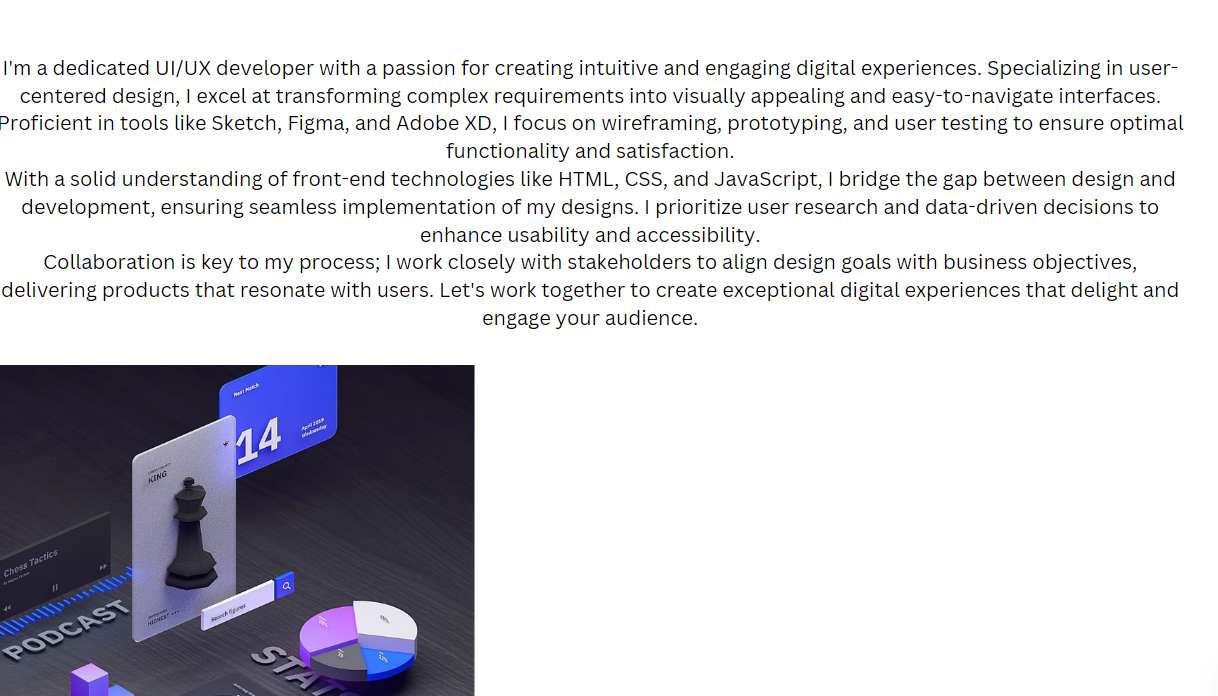 I'm a dedicated UI/UX developer with a passion for creating intuitive and engaging digital experiences. Specializing in user-
centered design, I excel at transforming complex requirements into visually appealing and easy-to-navigate interfaces.
Proficient in tools like Sketch, Figma, and Adobe XD, I focus on wireframing, prototyping, and user testing to ensure optimal
functionality and satisfaction.
With a solid understanding of front-end technologies like HTML, CSS, and JavaScript, I bridge the gap between design and
development, ensuring seamless implementation of my designs. I prioritize user research and data-driven decisions to
enhance usability and accessibility.
Collaboration is key to my process; I work closely with stakeholders to align design goals with business objectives,
delivering products that resonate with users. Let's work together to create exceptional digital experiences that delight and
engage your audience.
Next Match
14
April 2019
Wednesday
KING
Chess Tactics
HIGHEST
Search figures
PODCAST
STAT